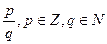 p/q, p ∈ Z, q ∈ N